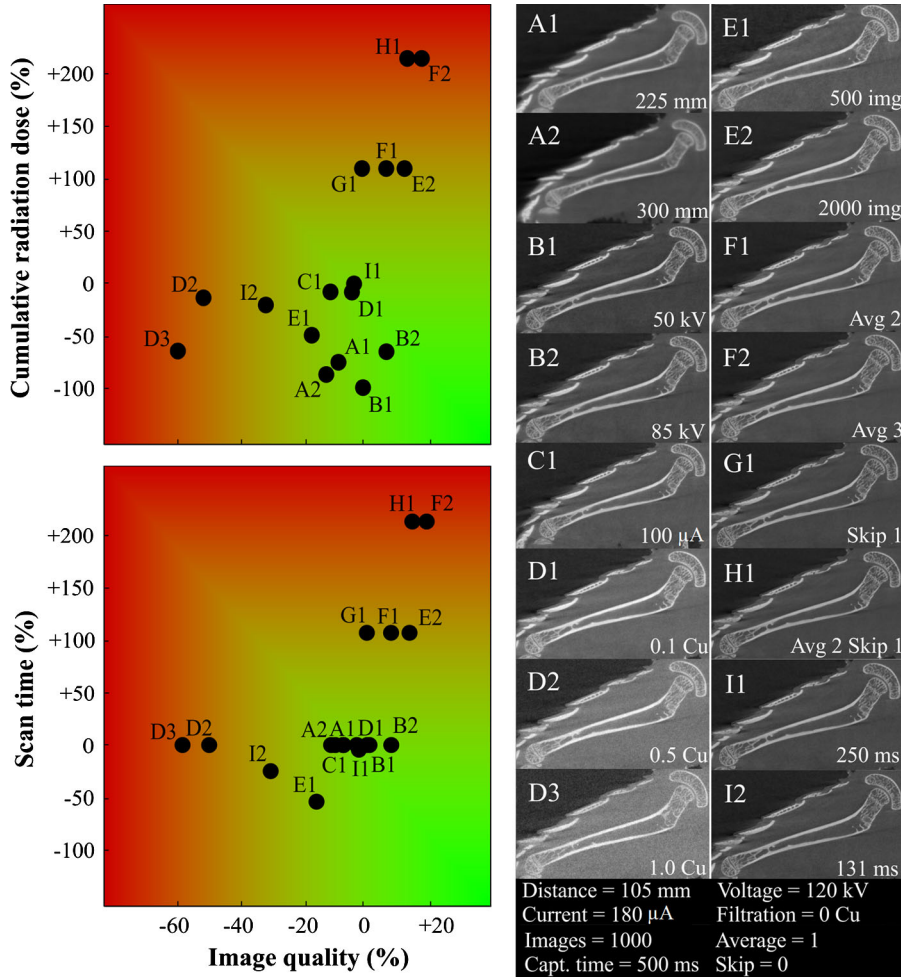 Cumulative radiation dose (%)
+200
+150
+100
+50
0
-50
-100
H1
F2
F1
G1
E2
I1
C1
D2
I2
D1
E1
D3
A1
B2
A2
B1
Scan time (%)
+200
+150
+100
+50
0
-50
-100
H1 F2
G1 F1 E2
D3 D2 A2 A1 D1 B2
I2 C1 I1 B1
E1
-60 -40 -20 0 +20
Image quality (%)
A1
225 mm
A2
300 mm
B1
50 kV
B2
85 kV
C1
100 µA
D1
0.1 Cu
D2
0.5 Cu
D3
1.0 Cu
E1
500 img
E2
2000 img
F1
Avg 2
F2
Avg 3
G1
Skip 1
H1
Avg 2 Skip 1
I1
250 ms
I2
131 ms
Distance = 105 mm Voltage = 120 kV
Current = 180 µA Filtration = 0 Cu
Images = 1000 Average = 1
Capt. time = 500 ms Skip = 0